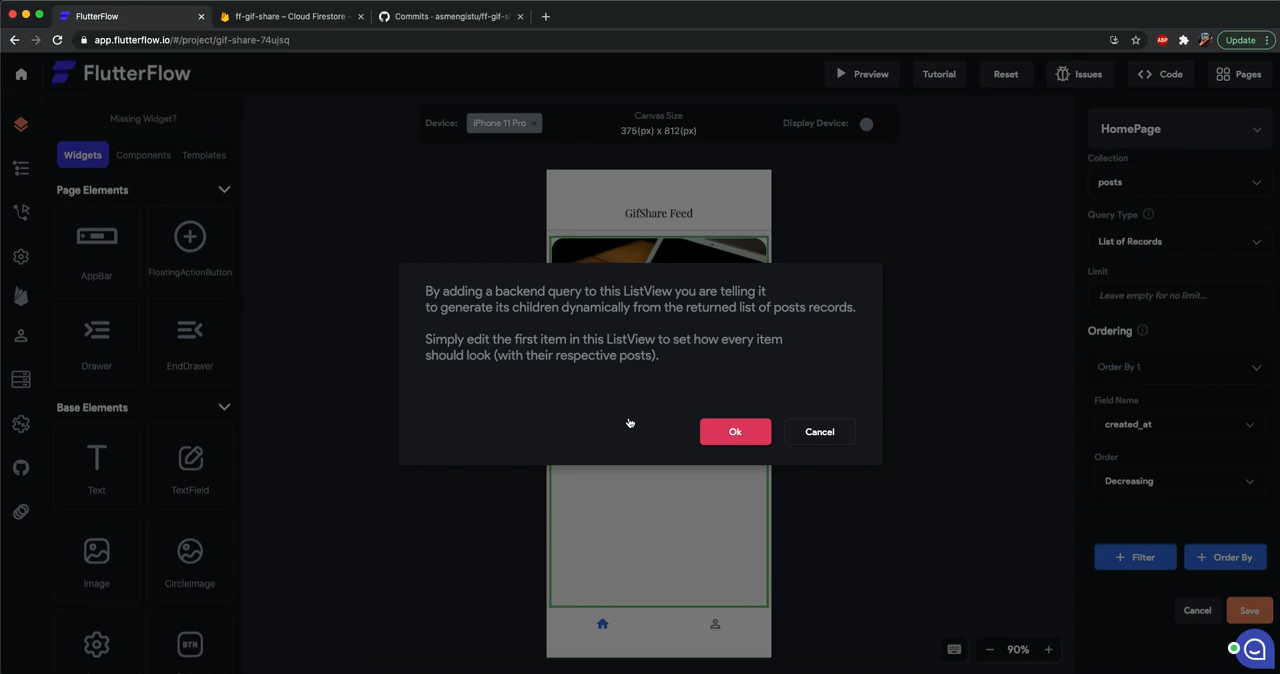 FlutterFlow
ff-gif-share – Cloud Firestore -
Commits · asmengistu/ff-gif-s
app.flutterflow.io/#/project/gif-share-74ujsq
ABP
Update
FlutterFlow
Preview
Tutorial
Reset
Issues
Code
Pages
Missing Widget?
Widgets
Components
Templates
Page Elements
AppBar
FloatingActionButton
Drawer
EndDrawer
Base Elements
Text
TextField
Image
CircleImage
BTN
Device:
iPhone 11 Pro
Canvas Size
375(px) x 812(px)
Display Device:
GifShare Feed
By adding a backend query to this ListView you are telling it
to generate its children dynamically from the returned list of posts records.
Simply edit the first item in this ListView to set how every item
should look (with their respective posts).
Ok
Cancel
90%
HomePage
Collection
posts
Query Type
List of Records
Limit
Leave empty for no limit...
Ordering
Order By 1
Field Name
created_at
Order
Decreasing
Filter
Order By
Cancel
Save